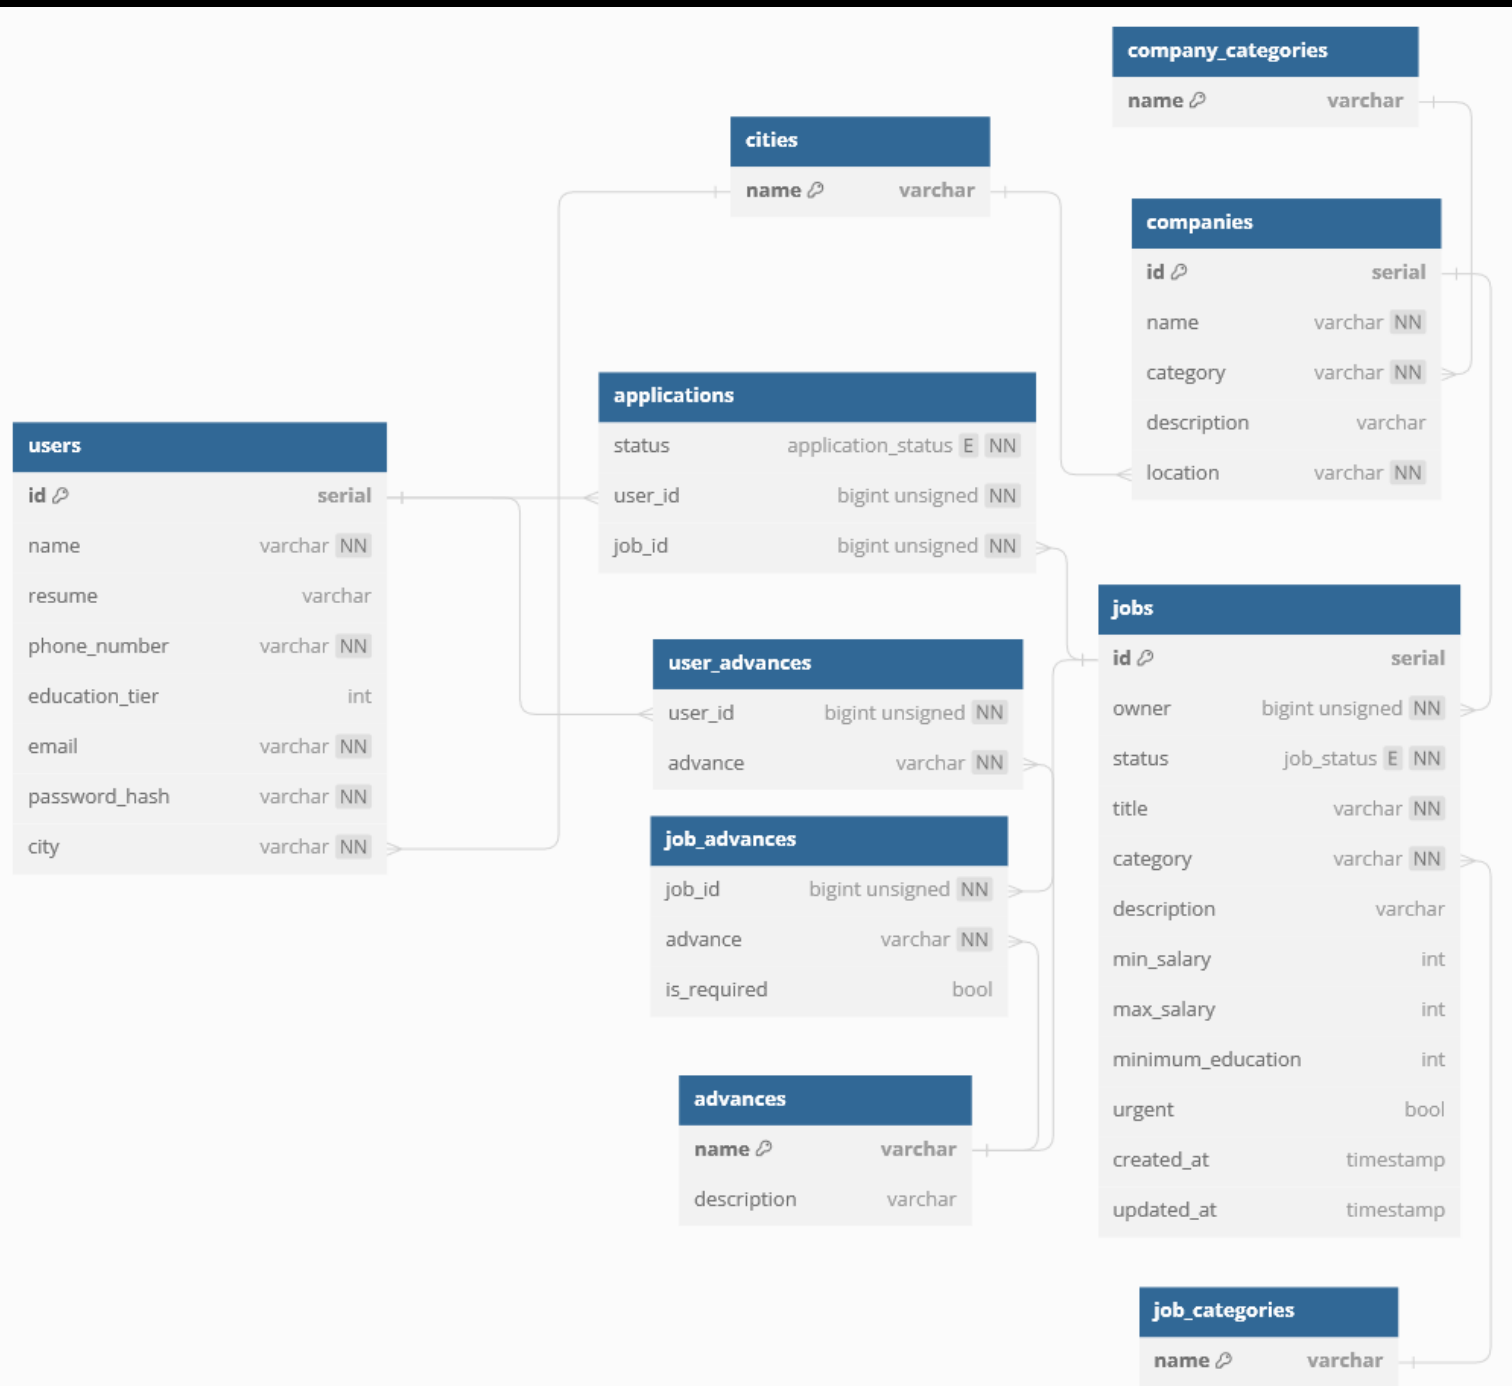 company_categories
name varchar
cities
name varchar
companies
id serial
name varchar NN
category varchar NN
description varchar
location varchar NN
applications
status application_status E NN
user_id bigint unsigned NN
job_id bigint unsigned NN
users
id serial
name varchar NN
resume varchar
phone_number varchar NN
education_tier int
email varchar NN
password_hash varchar NN
city varchar NN
user_advances
user_id bigint unsigned NN
advance varchar NN
job_advances
job_id bigint unsigned NN
advance varchar NN
is_required bool
advances
name varchar
description varchar
jobs
id serial
owner bigint unsigned NN
status job_status E NN
title varchar NN
category varchar NN
description varchar
min_salary int
max_salary int
minimum_education int
urgent bool
created_at timestamp
updated_at timestamp
job_categories
name varchar